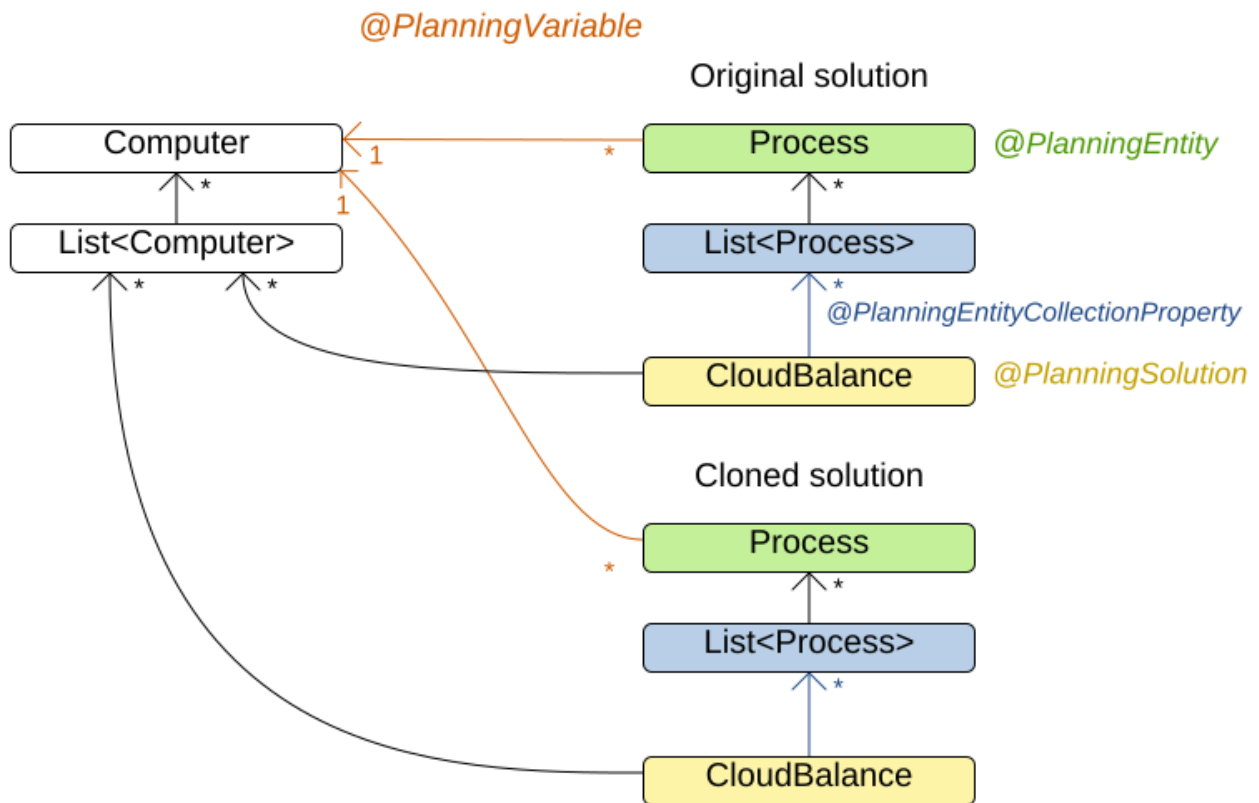 @PlanningVariable
Original solution
Computer
1
*
Process
@PlanningEntity
*
1
*
List<Computer>
List<Process>
*
*
*
@PlanningEntityCollectionProperty
CloudBalance
@PlanningSolution
Cloned solution
Process
*
*
List<Process>
*
CloudBalance